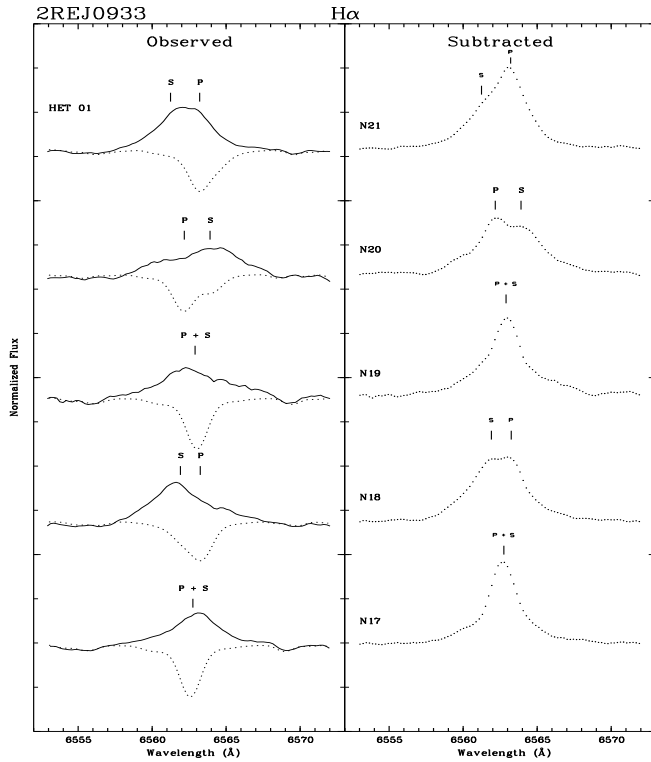 2REJ0933
Hα
Observed
Subtracted
S P
HET 01
P S
P + S
S P
P + S
S P
N21
P S
N20
P + S
N19
S P
N18
P + S
N17
Normalized Flux
6555 6560 6565 6570
Wavelength (Å)
6555 6560 6565 6570
Wavelength (Å)